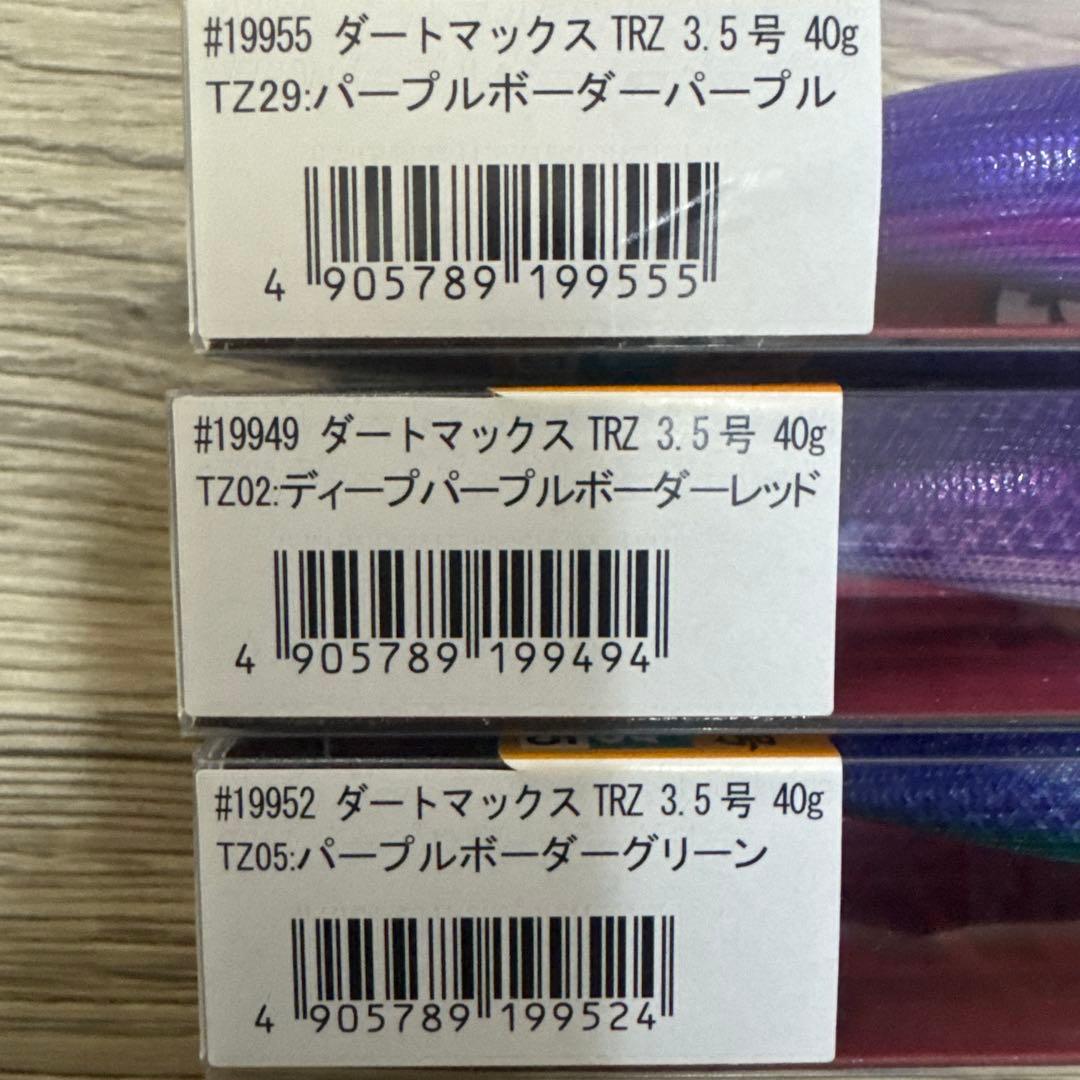 #19955 ダートマックス TRZ 3.5号 40g
TZ29:パープルボーダーパープル
4 905789 199555
#19949 ダートマックス TRZ 3.5号 40g
TZ02:ディープパープルボーダーレッド
4 905789 199494
#19952 ダートマックス TRZ 3.5号 40g
TZ05:パープルボーダーグリーン
4 905789 199524